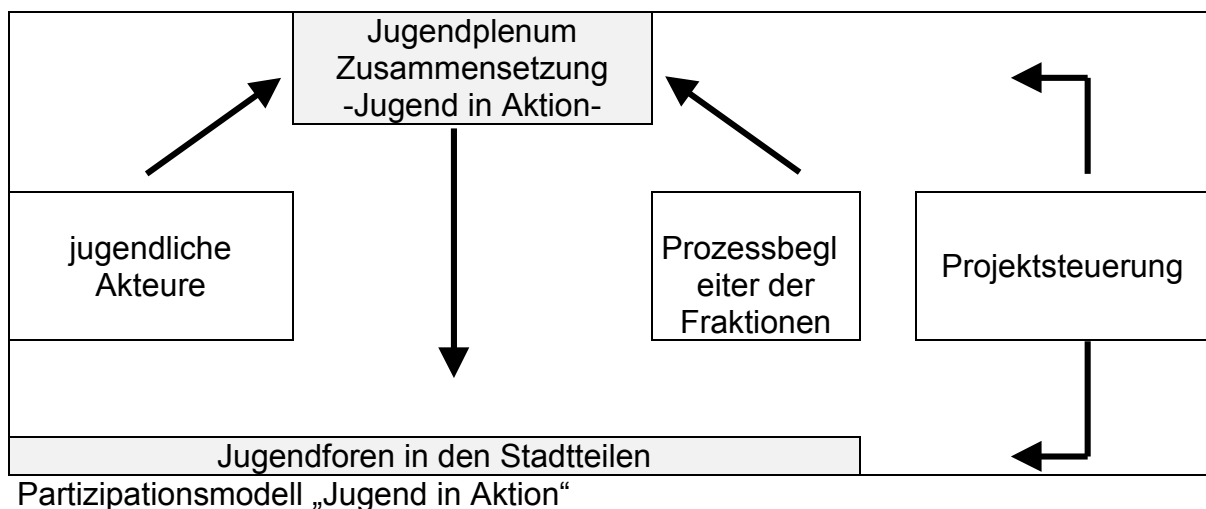 Jugendplenum
Zusammensetzung
-Jugend in Aktion-
jugendliche
Akteure
Prozessbegl
eiter der
Fraktionen
Projektsteuerung
Jugendforen in den Stadtteilen
Partizipationsmodell „Jugend in Aktion“